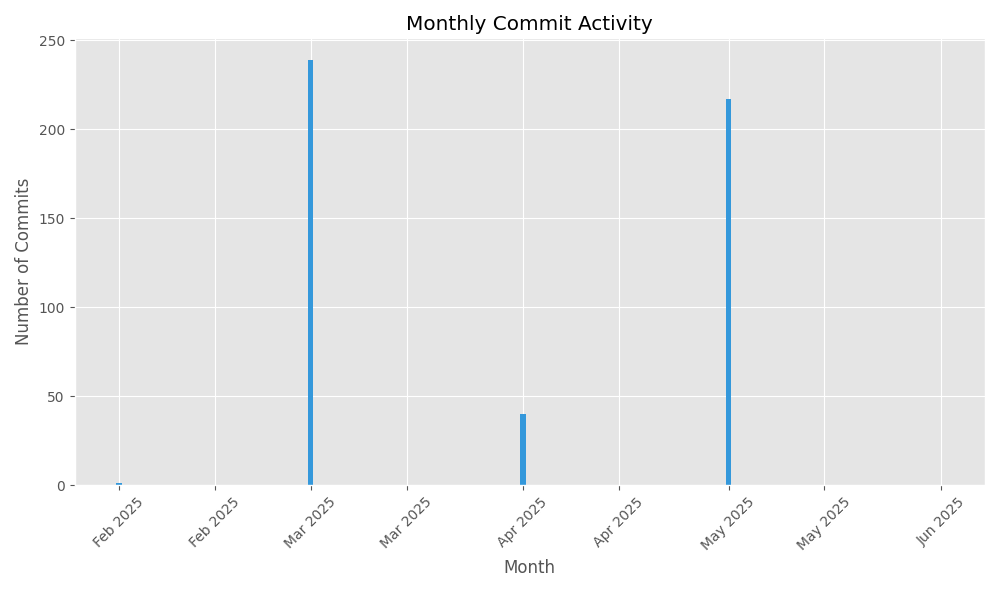 Monthly Commit Activity
250
200
150
100
50
0
Number of Commits
Feb 2025
Feb 2025
Mar 2025
Mar 2025
Apr 2025
Apr 2025
May 2025
May 2025
Jun 2025
Month